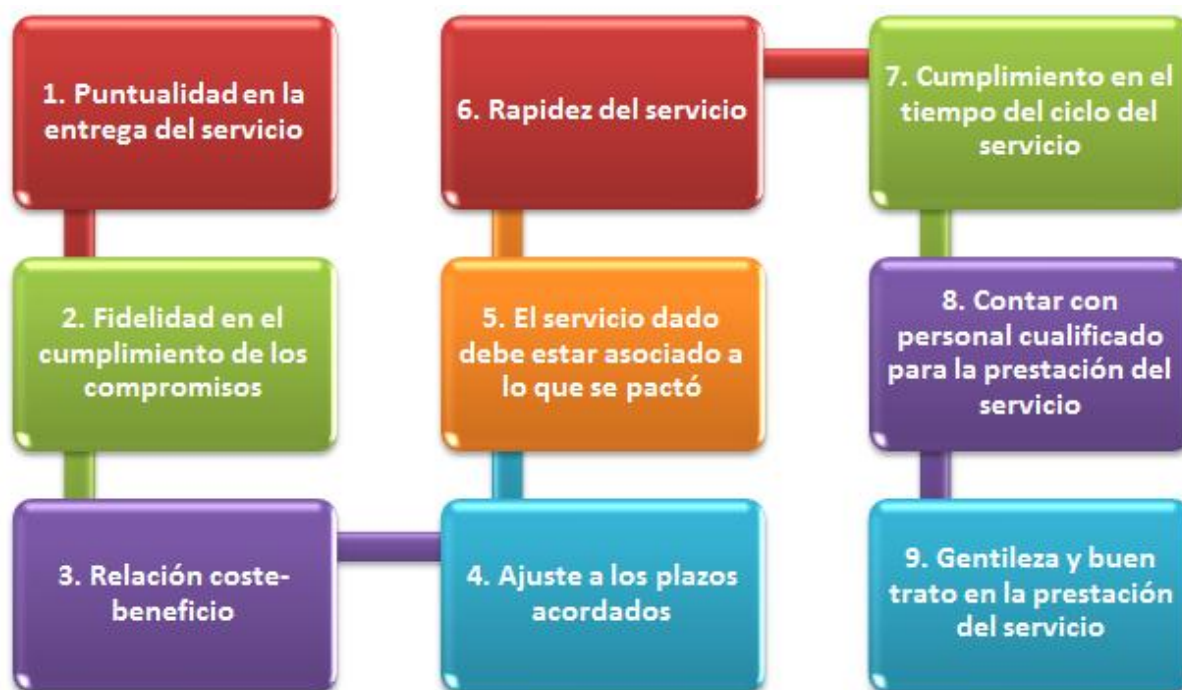 1. Puntualidad en la
entrega del servicio
2. Fidelidad en el
cumplimiento de los
compromisos
3. Relación coste-
beneficio
4. Ajuste a los plazos
acordados
5. El servicio dado
debe estar asociado a
lo que se pactó
6. Rapidez del servicio
7. Cumplimiento en el
tiempo del ciclo del
servicio
8. Contar con
personal cualificado
para la prestación del
servicio
9. Gentileza y buen
trato en la prestación
del servicio